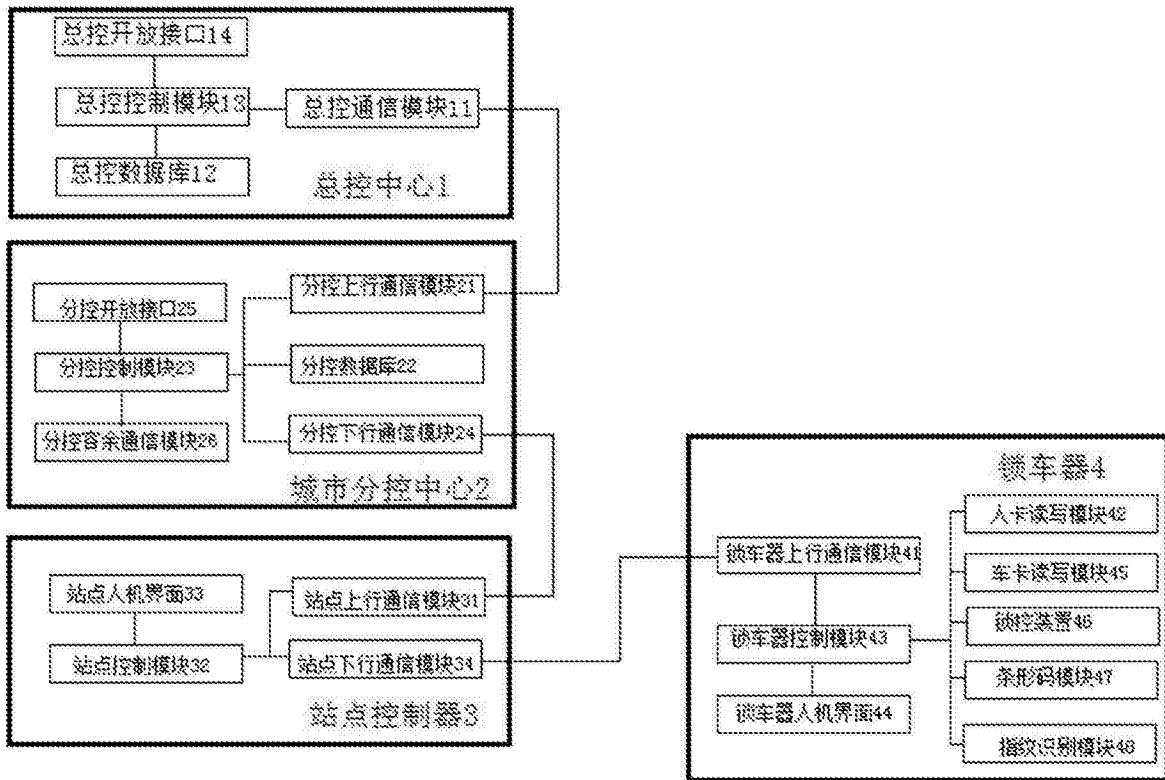 总控开放接口14
总控控制模块13
总控通信模块11
总控数据库12
总控中心1
分控开放接口25
分控上行通信模块21
分控控制模块23
分控数据库22
分控容余通信模块26
分控下行通信模块24
城市分控中心2
站点人机界面33
站点上行通信模块31
站点控制模块32
站点下行通信模块34
站点控制器3
锁车器4
人卡读写模块42
锁车器上行通信模块41
车卡读写模块45
锁车器控制模块43
锁控装置46
条形码模块47
锁车器人机界面44
指纹识别模块48